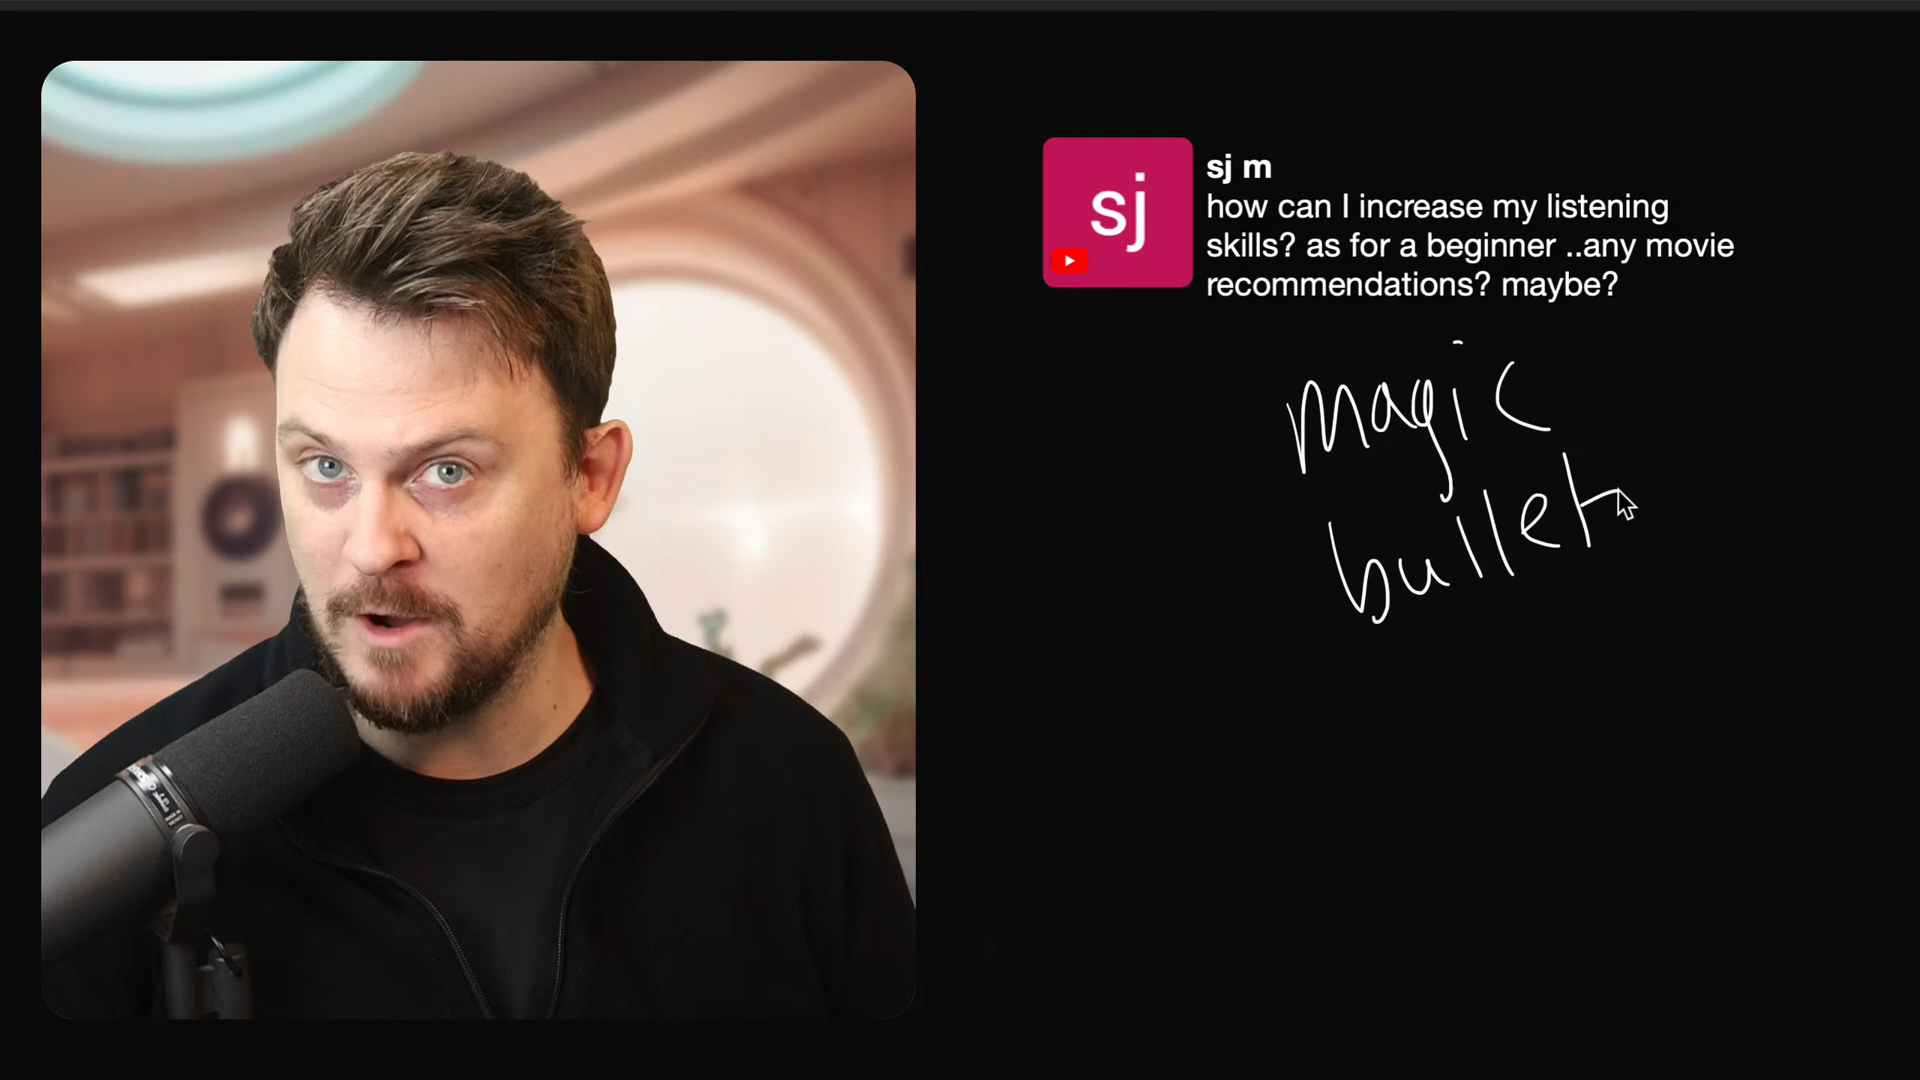 sj
sj m
how can I increase my listening
skills? as for a beginner ..any movie
recommendations? maybe?
magic
bullet